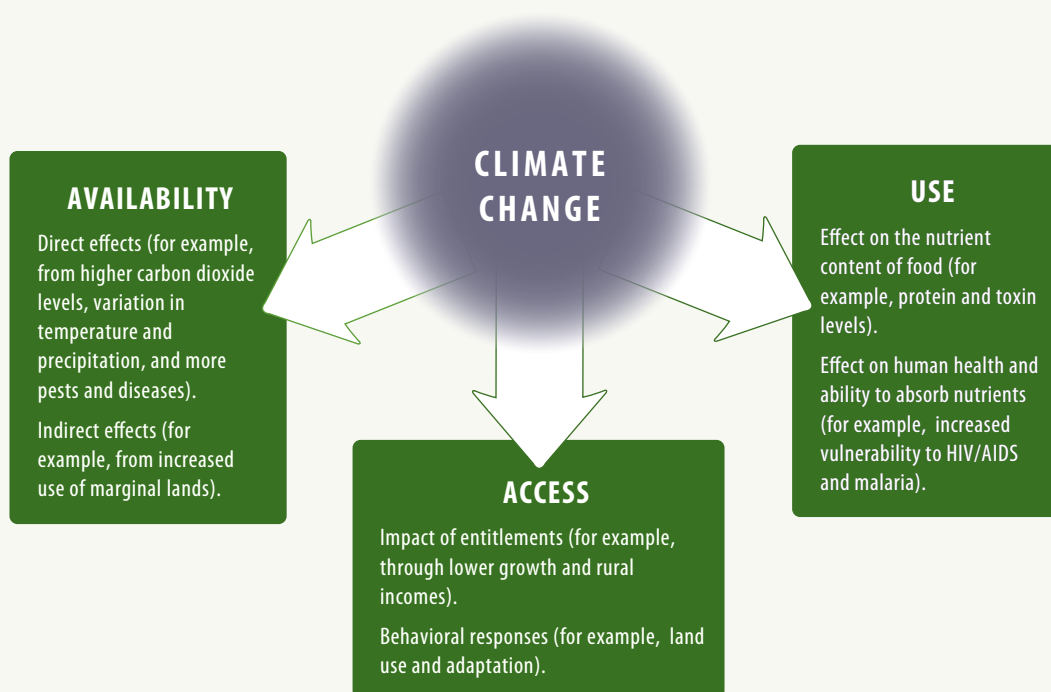 CLIMATE
CHANGE
AVAILABILITY
Direct effects (for example,
from higher carbon dioxide
levels, variation in
temperature and
precipitation, and more
pests and diseases).
Indirect effects (for
example, from increased
use of marginal lands).
ACCESS
Impact of entitlements (for example,
through lower growth and rural
incomes).
Behavioral responses (for example, land
use and adaptation).
USE
Effect on the nutrient
content of food (for
example, protein and toxin
levels).
Effect on human health and
ability to absorb nutrients
(for example, increased
vulnerability to HIV/AIDS
and malaria).